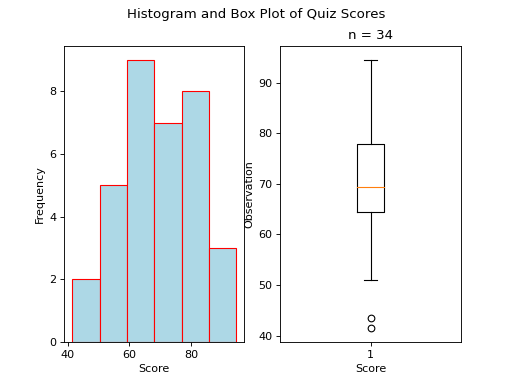 Histogram and Box Plot of Quiz Scores
n = 34
8
6
4
2
0
Frequency
40
60
80
Score
90
80
70
60
50
40
Observation
1
Score